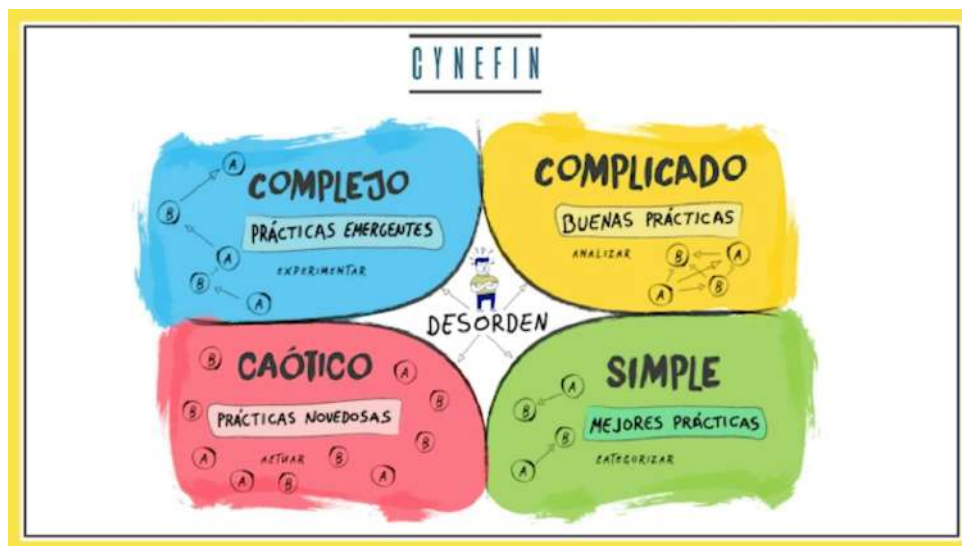 CYNEFIN
COMPLEJO
PRÁCTICAS EMERGENTES
EXPERIMENTAR
A
B
A
B
A
COMPLICADO
BUENAS PRÁCTICAS
ANALIZAR
B
A
A
B
DESORDEN
CAÓTICO
PRÁCTICAS NOVEDOSAS
ACTUAR
B
A
B
B
B
A
B
A
B
A
SIMPLE
MEJORES PRÁCTICAS
CATEGORIZAR
A
B
B
A